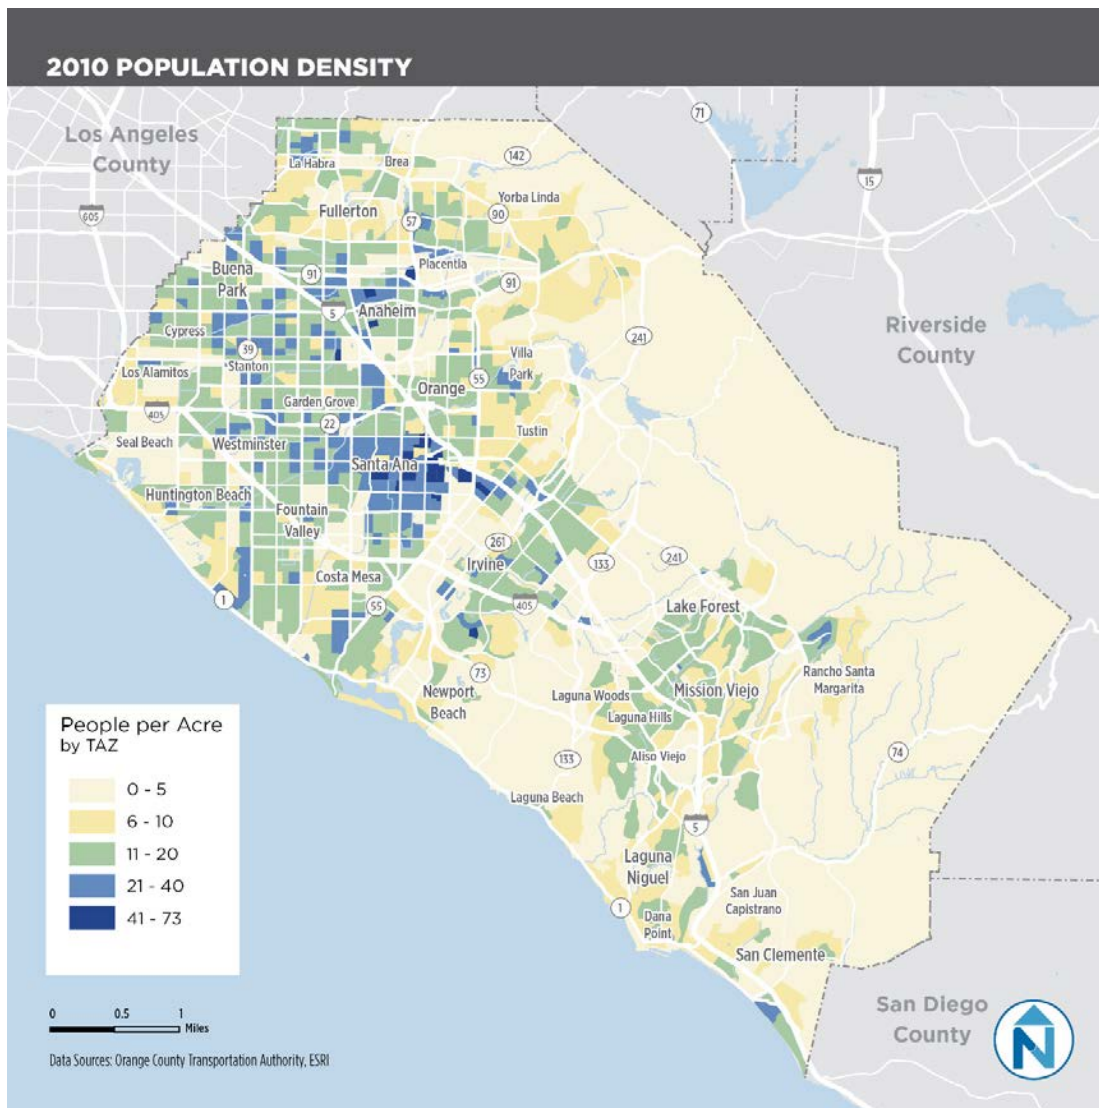 2010 POPULATION DENSITY
Los Angeles
County
71
15
605
La Habra
Brea
142
Yorba Linda
90
Fullerton
57
Buena
Park
91
Placentia
91
5
Anaheim
241
Riverside
County
Cypress
39
Stanton
Los Alamitos
Villa
Park
55
Orange
405
Garden Grove
22
Seal Beach
Westminster
Tustin
Santa Ana
Huntington Beach
Fountain
Valley
261
Irvine
133
241
Costa Mesa
55
405
1
Lake Forest
73
Rancho Santa
Margarita
Newport
Beach
Laguna Woods
Mission Viejo
Laguna Hills
Aliso Viejo
133
74
Laguna Beach
5
Laguna
Niguel
San Juan
Capistrano
1
Dana
Point
San Clemente
San Diego
County
People per Acre
by TAZ
0 - 5
6 - 10
11 - 20
21 - 40
41 - 73
0 0.5 1
Miles
Data Sources: Orange County Transportation Authority, ESRI
N